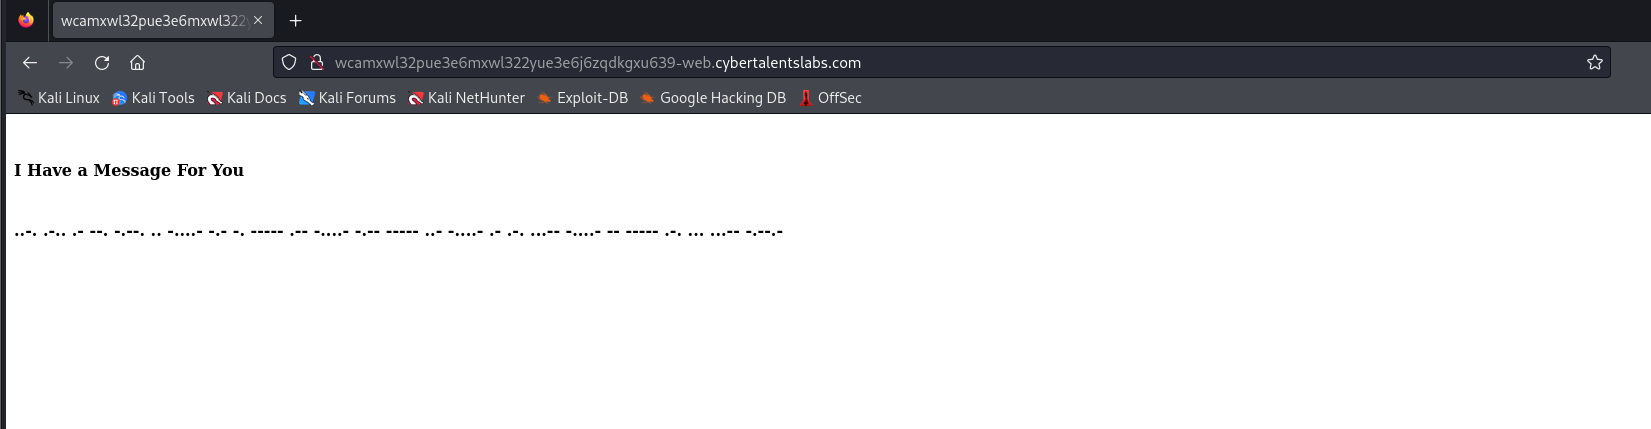 wcamxwl32pue3e6mxwl322y
wcamxwl32pue3e6mxwl322yue3e6j6zqdkgxu639-web.cybertalentslabs.com
Kali Linux Kali Tools Kali Docs Kali Forums Kali NetHunter Exploit-DB Google Hacking DB OffSec
I Have a Message For You
..-. .-.. .- --. -.--. .. -....- -.- -. ----- .-- -....- -.-- ----- ..- -....- .- .-. ...-- -....- -- ----- .-. ... ...-- -.--.-